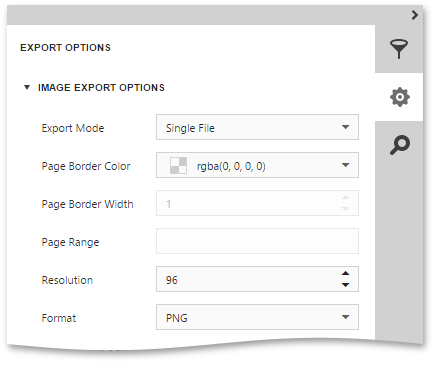 EXPORT OPTIONS
IMAGE EXPORT OPTIONS
Export Mode Single File
Page Border Color rgba(0, 0, 0, 0)
Page Border Width 1
Page Range
Resolution 96
Format PNG